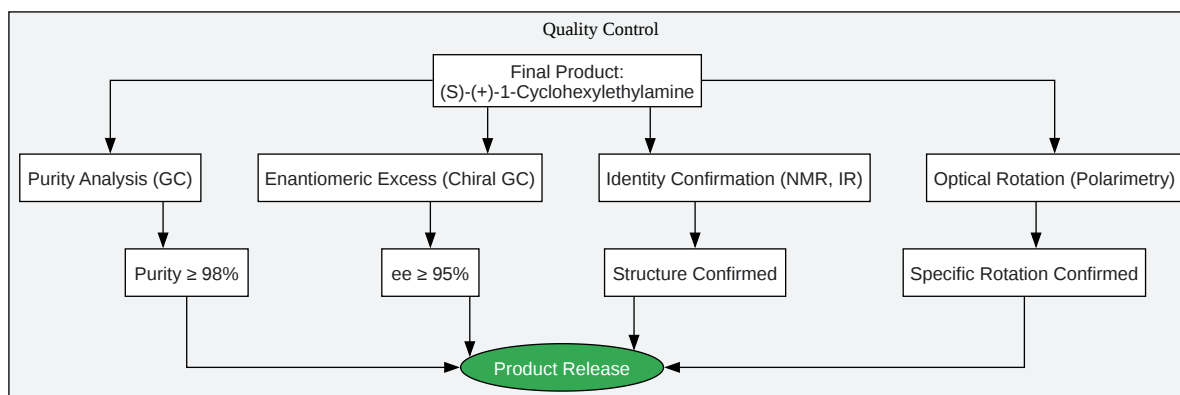 Quality Control
Final Product:
(S)-(+)-1-Cyclohexylethylamine
Purity Analysis (GC)
Enantiomeric Excess (Chiral GC)
Identity Confirmation (NMR, IR)
Optical Rotation (Polarimetry)
Purity ≥ 98%
ee ≥ 95%
Structure Confirmed
Specific Rotation Confirmed
Product Release